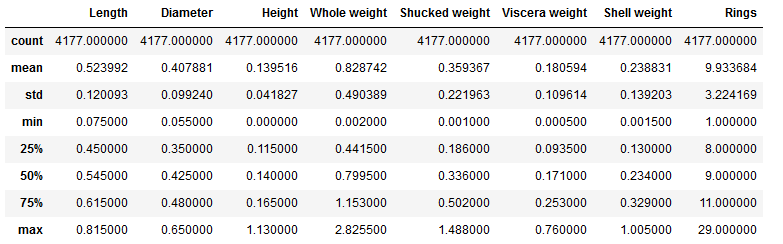 Length Diameter Height Whole weight Shucked weight Viscera weight Shell weight Rings
count 4177.000000 4177.000000 4177.000000 4177.000000 4177.000000 4177.000000 4177.000000 4177.000000
mean 0.523992 0.407881 0.139516 0.828742 0.359367 0.180594 0.238831 9.933684
std 0.120093 0.099240 0.041827 0.490389 0.221963 0.109614 0.139203 3.224169
min 0.075000 0.055000 0.000000 0.002000 0.001000 0.000500 0.001500 1.000000
25% 0.450000 0.350000 0.115000 0.441500 0.186000 0.093500 0.130000 8.000000
50% 0.545000 0.425000 0.140000 0.799500 0.336000 0.171000 0.234000 9.000000
75% 0.615000 0.480000 0.165000 1.153000 0.502000 0.253000 0.329000 11.000000
max 0.815000 0.650000 1.130000 2.825500 1.488000 0.760000 1.005000 29.000000